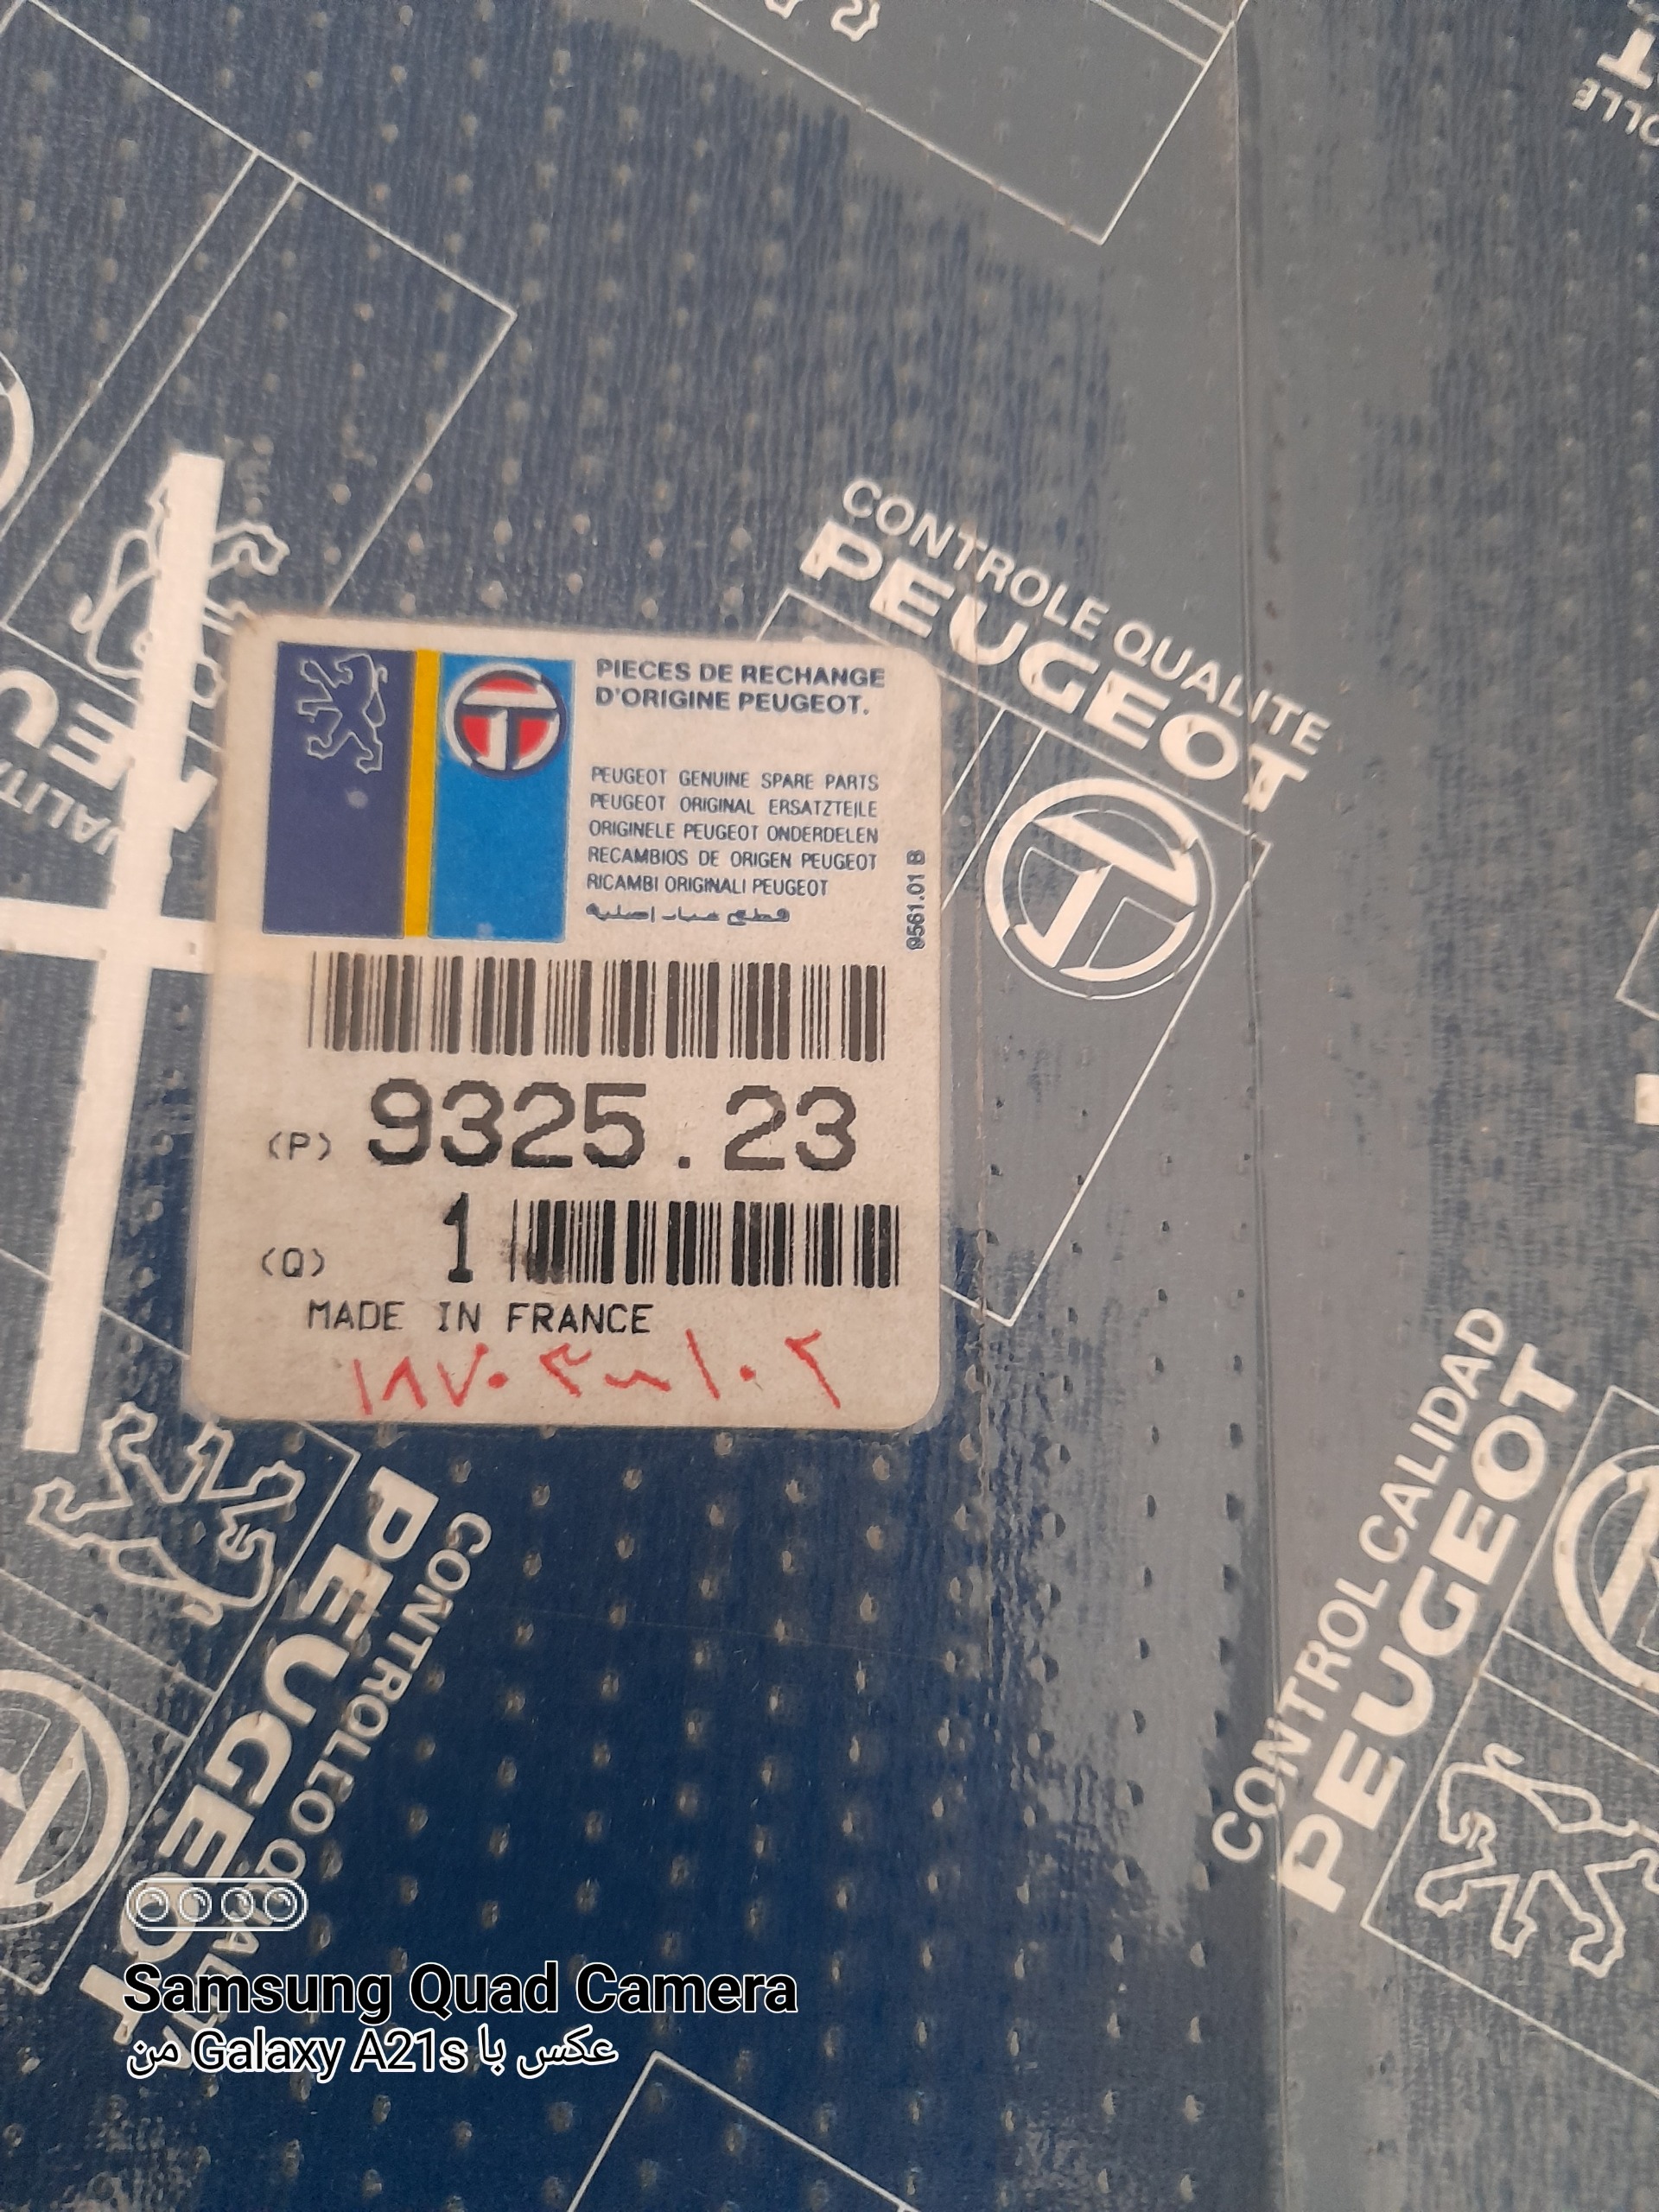 CONTROLE QUALITE
PEUGEOT
PIECES DE RECHANGE
D'ORIGINE PEUGEOT.
PEUGEOT GENUINE SPARE PARTS
PEUGEOT ORIGINAL ERSATZTEILE
ORIGINELE PEUGEOT ONDERDELEN
RECAMBIOS DE ORIGEN PEUGEOT
RICAMBI ORIGINALI PEUGEOT
قطع غيار اصلية
9561.01 B
(P) 9325.23
(Q) 1
MADE IN FRANCE
CONTROL CALIDAD
PEUGEOT
CONTROLLO QUALITA
PEUGEOT
Samsung Quad Camera
عکس با Galaxy A21s من